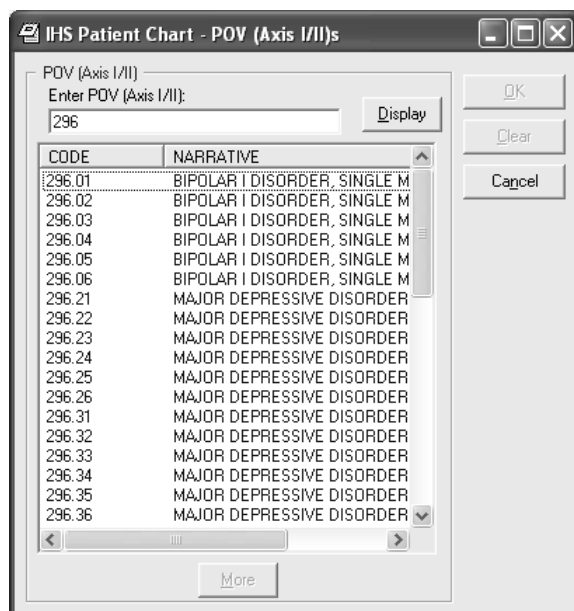 IHS Patient Chart - POV (Axis I/II)s
POV (Axis I/II)
Enter POV (Axis I/II):
296
Display
OK
Clear
Cancel
CODE NARRATIVE
296.01 BIPOLAR I DISORDER, SINGLE M
296.02 BIPOLAR I DISORDER, SINGLE M
296.03 BIPOLAR I DISORDER, SINGLE M
296.04 BIPOLAR I DISORDER, SINGLE M
296.05 BIPOLAR I DISORDER, SINGLE M
296.06 BIPOLAR I DISORDER, SINGLE M
296.21 MAJOR DEPRESSIVE DISORDER
296.22 MAJOR DEPRESSIVE DISORDER
296.23 MAJOR DEPRESSIVE DISORDER
296.24 MAJOR DEPRESSIVE DISORDER
296.25 MAJOR DEPRESSIVE DISORDER
296.26 MAJOR DEPRESSIVE DISORDER
296.31 MAJOR DEPRESSIVE DISORDER
296.32 MAJOR DEPRESSIVE DISORDER
296.33 MAJOR DEPRESSIVE DISORDER
296.34 MAJOR DEPRESSIVE DISORDER
296.35 MAJOR DEPRESSIVE DISORDER
296.36 MAJOR DEPRESSIVE DISORDER
More